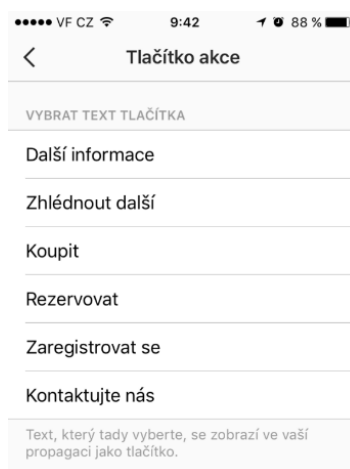 VF CZ 9:42 88 %
Tlačítko akce
VYBRAT TEXT TLAČÍTKA
Další informace
Zhlédnout další
Koupit
Rezervovat
Zaregistrovat se
Kontaktujte nás
Text, který tady vyberte, se zobrazí ve vaší
propagaci jako tlačítko.